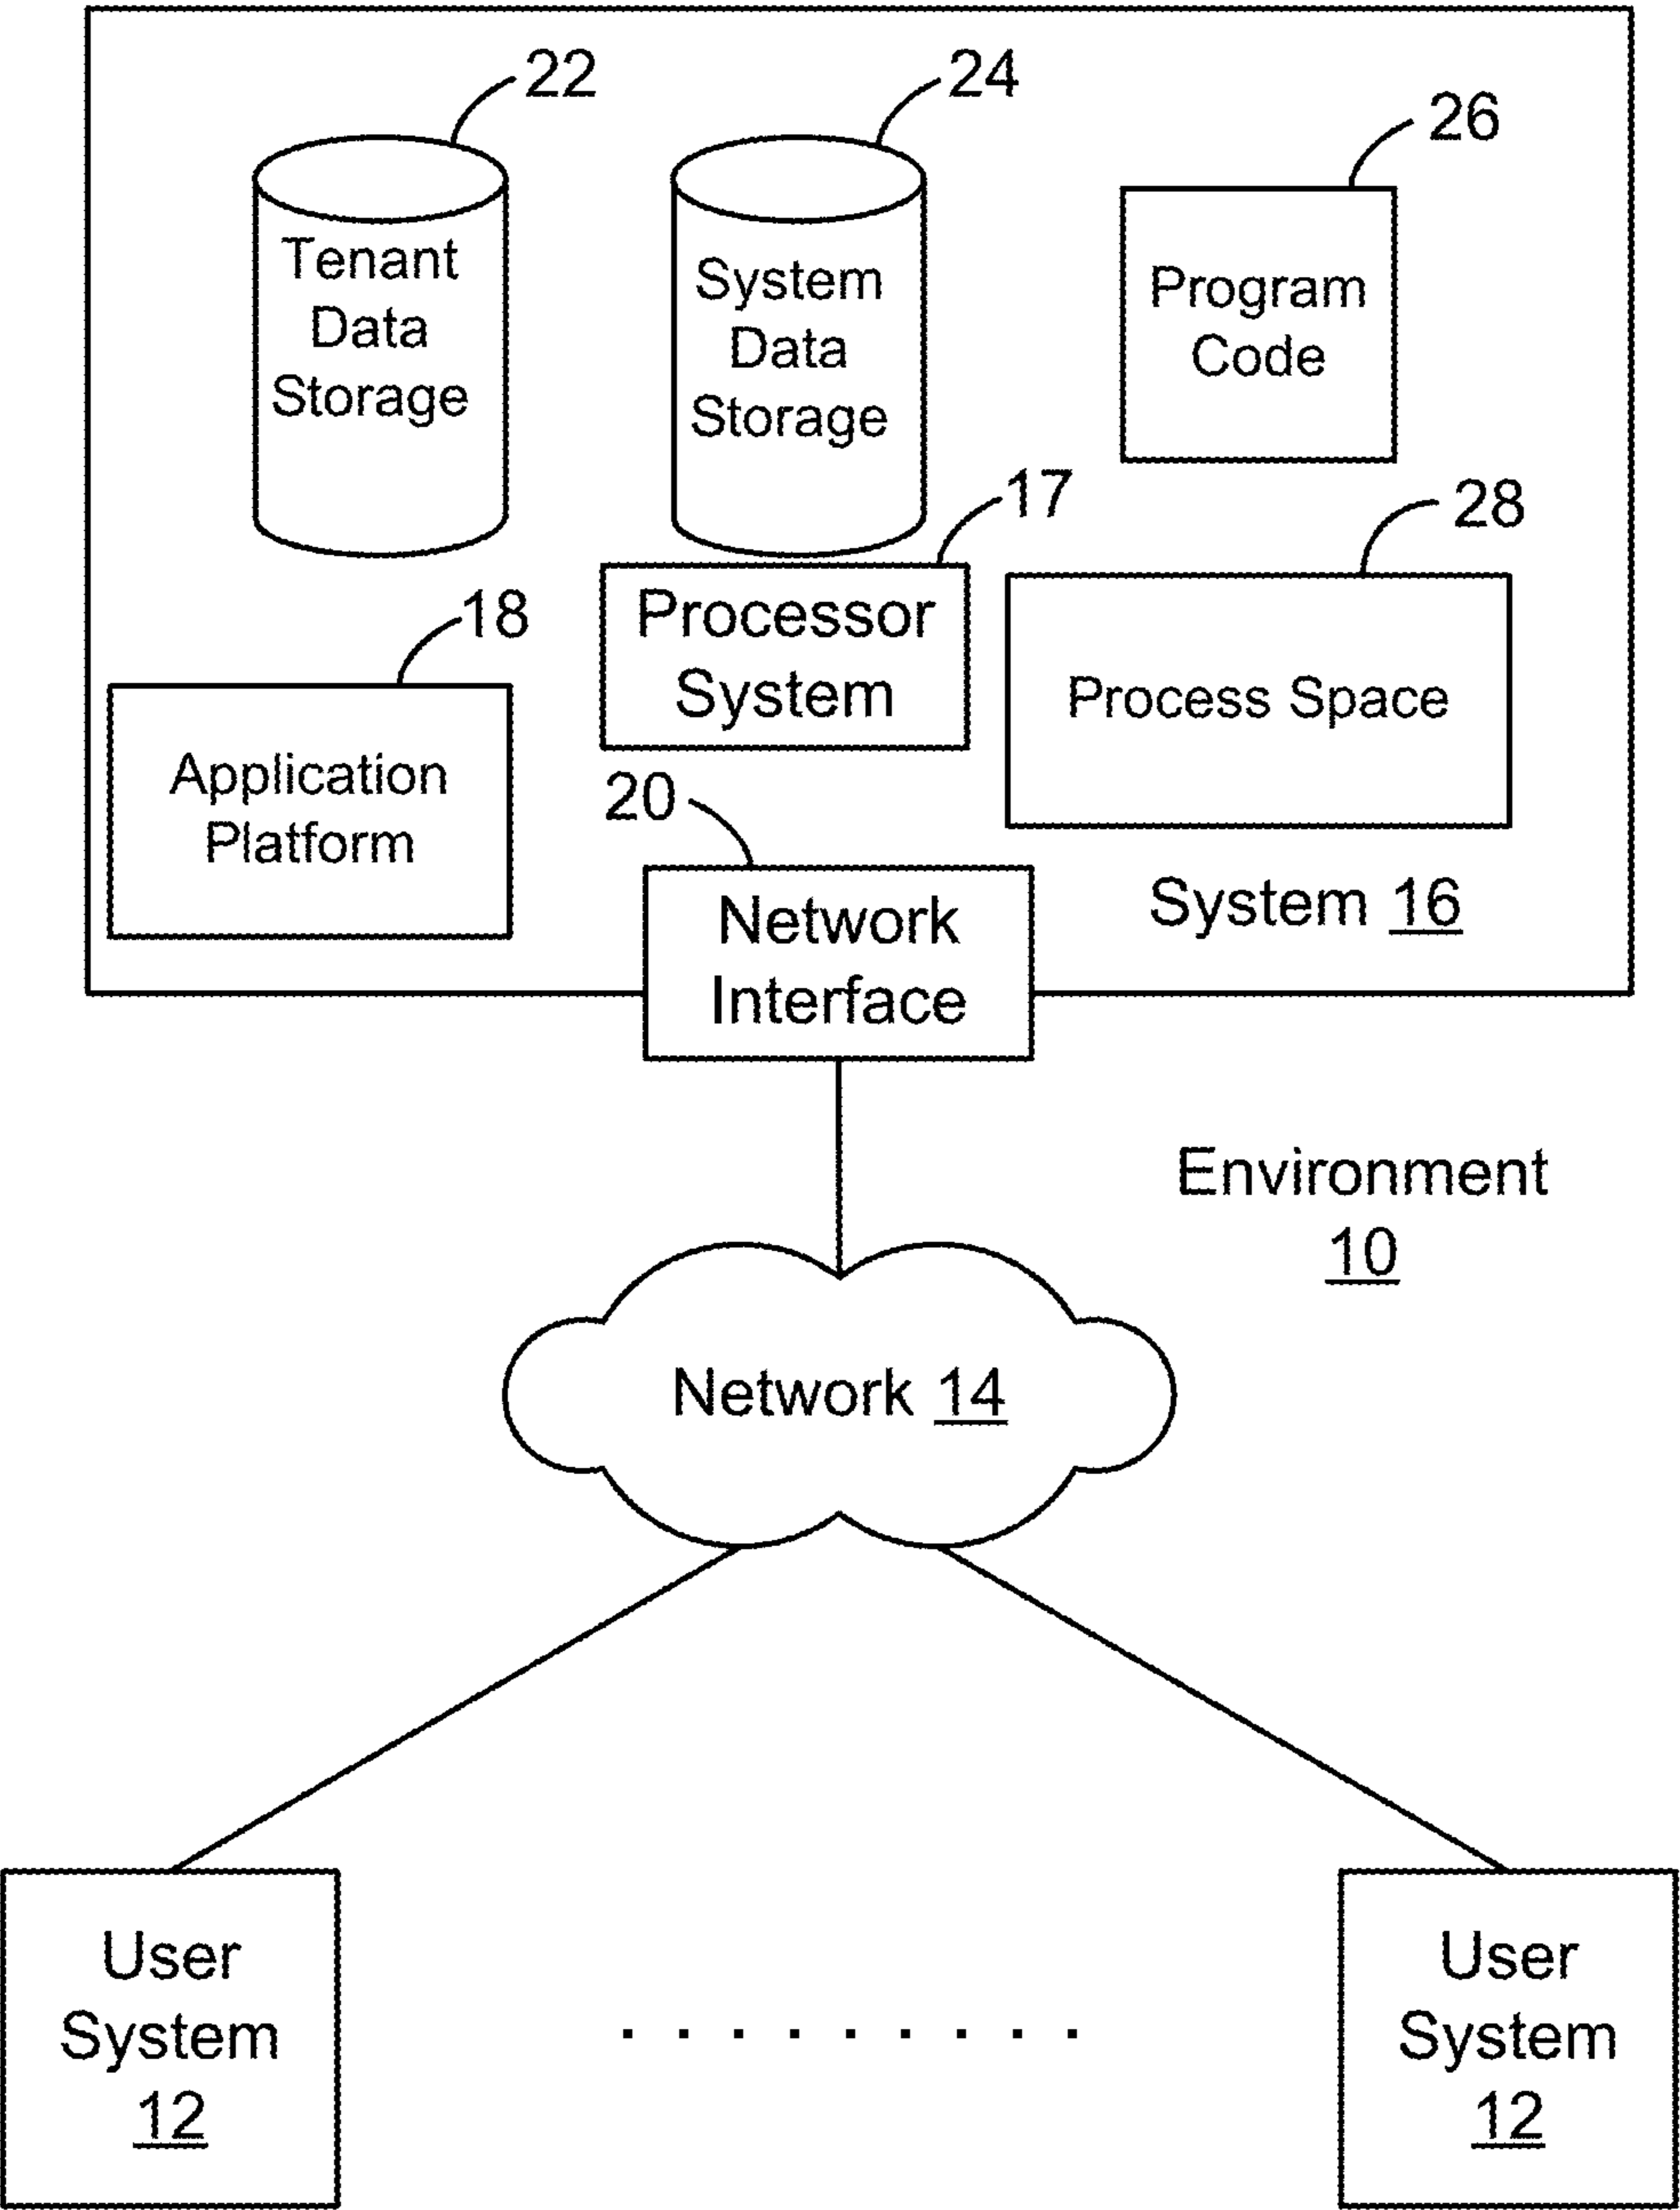 22
24
26
Tenant
Data
Storage
System
Data
Storage
Program
Code
17
28
18
Processor
System
Process Space
Application
Platform
20
Network
Interface
System 16
Environment
10
Network 14
User
System
12
User
System
12